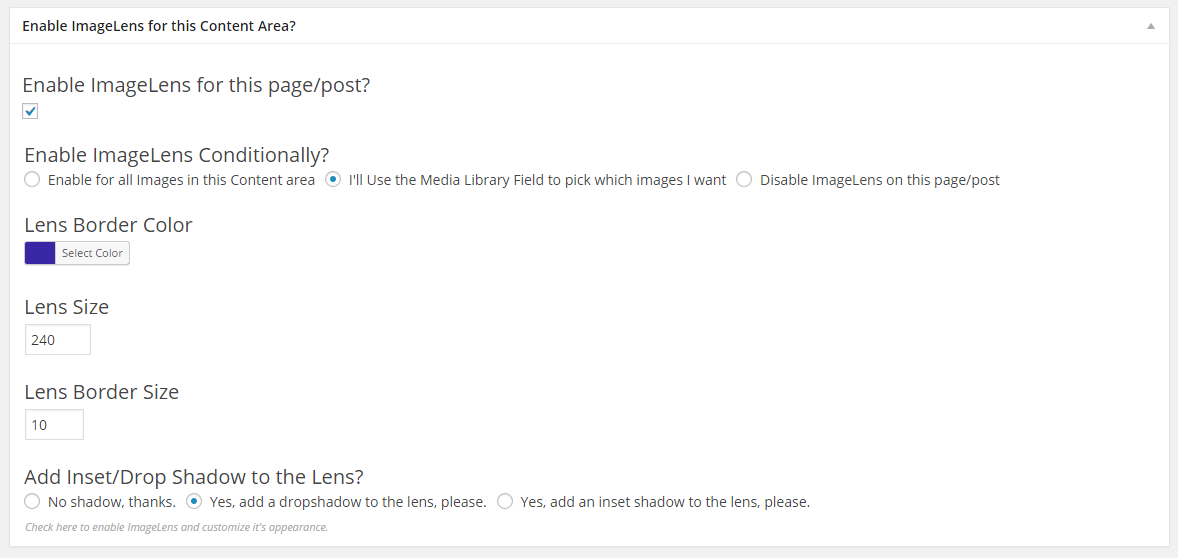 Enable ImageLens for this Content Area?
Enable ImageLens for this page/post?
Enable ImageLens Conditionally?
Enable for all Images in this Content area I'll Use the Media Library Field to pick which images I want Disable ImageLens on this page/post
Lens Border Color
Select Color
Lens Size
240
Lens Border Size
10
Add Inset/Drop Shadow to the Lens?
No shadow, thanks. Yes, add a dropshadow to the lens, please. Yes, add an inset shadow to the lens, please.
Check here to enable ImageLens and customize it's appearance.